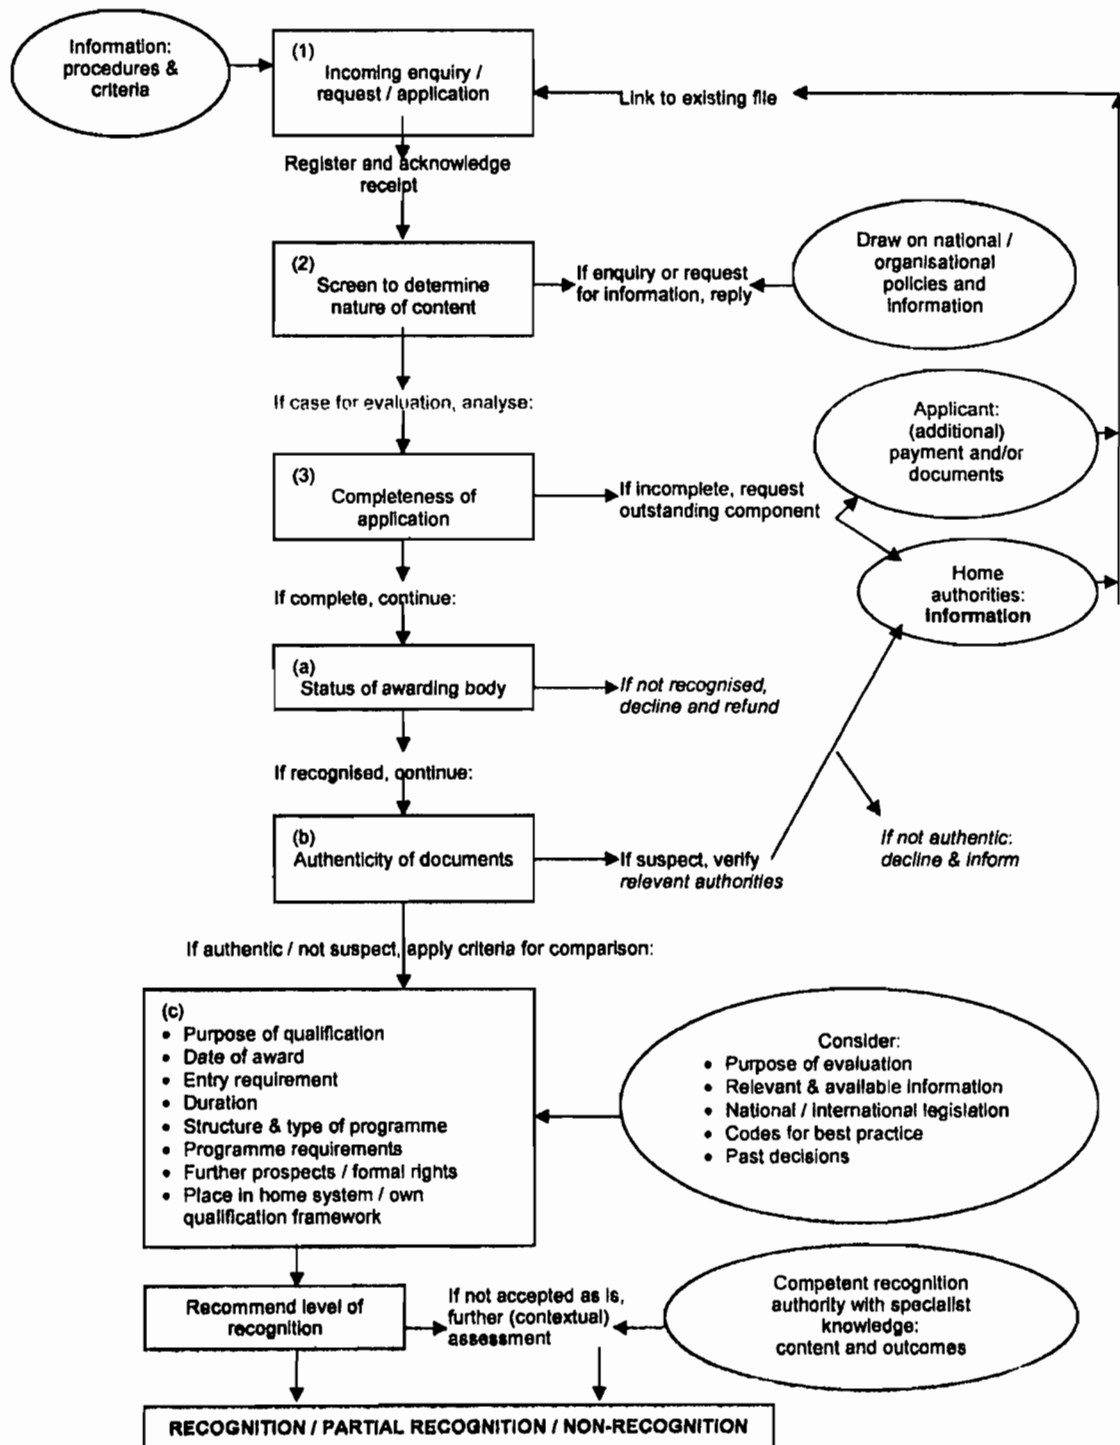 Information:
procedures &
criteria
(1)
Incoming enquiry /
request / application
Link to existing file
Register and acknowledge
receipt
(2)
Screen to determine
nature of content
If enquiry or request
for information, reply
Draw on national /
organisational
policies and
information
If case for evaluation, analyse:
(3)
Completeness of
application
If incomplete, request
outstanding component
Applicant:
(additional)
payment and/or
documents
Home
authorities:
Information
If complete, continue:
(a)
Status of awarding body
If not recognised,
decline and refund
If recognised, continue:
(b)
Authenticity of documents
If suspect, verify
relevant authorities
If not authentic:
decline & inform
If authentic / not suspect, apply criteria for comparison:
(c)
• Purpose of qualification
• Date of award
• Entry requirement
• Duration
• Structure & type of programme
• Programme requirements
• Further prospects / formal rights
• Place in home system / own
qualification framework
Consider:
• Purpose of evaluation
• Relevant & available information
• National / international legislation
• Codes for best practice
• Past decisions
Recommend level of
recognition
If not accepted as is,
further (contextual)
assessment
Competent recognition
authority with specialist
knowledge:
content and outcomes
RECOGNITION / PARTIAL RECOGNITION / NON-RECOGNITION